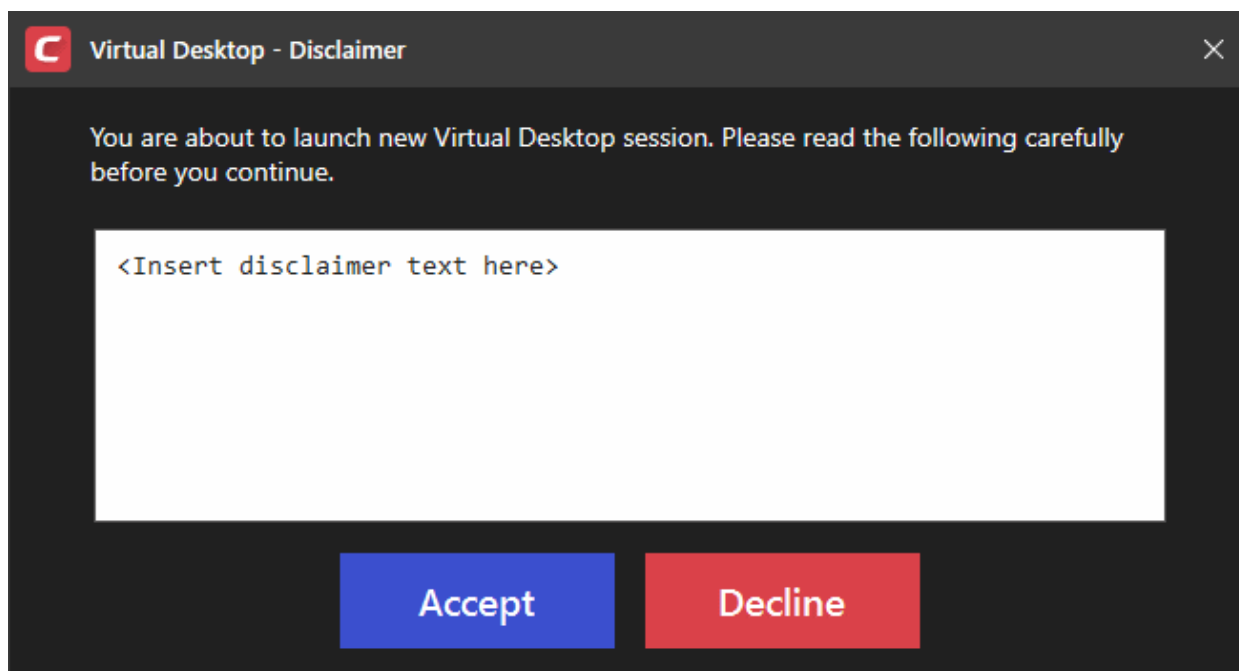 C Virtual Desktop - Disclaimer
You are about to launch new Virtual Desktop session. Please read the following carefully
before you continue.
<Insert disclaimer text here>
Accept Decline